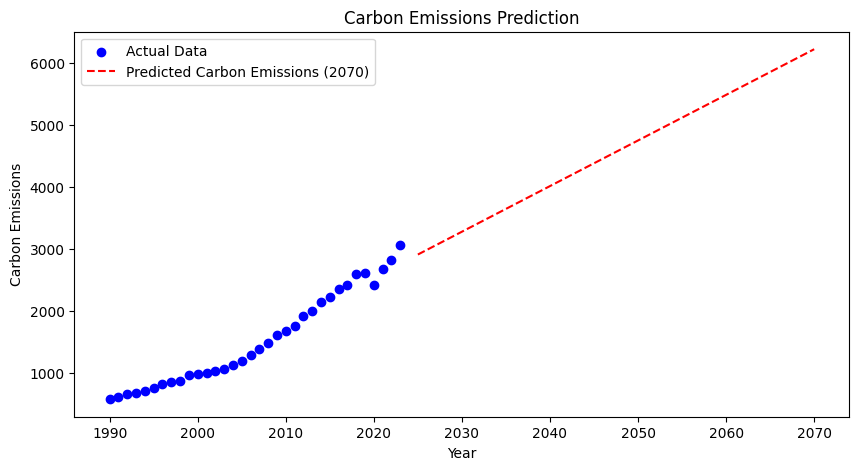 Carbon Emissions Prediction
Actual Data
Predicted Carbon Emissions (2070)
6000
5000
4000
3000
2000
1000
Carbon Emissions
1990 2000 2010 2020 2030 2040 2050 2060 2070
Year